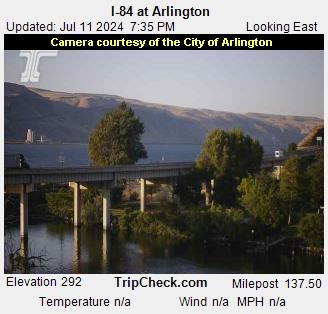 I-84 at Arlington
Updated: Jul 11 2024 7:35 PM Looking East
Camera courtesy of the City of Arlington
Elevation 292 TripCheck.com Milepost 137.50
Temperature n/a Wind n/a MPH n/a